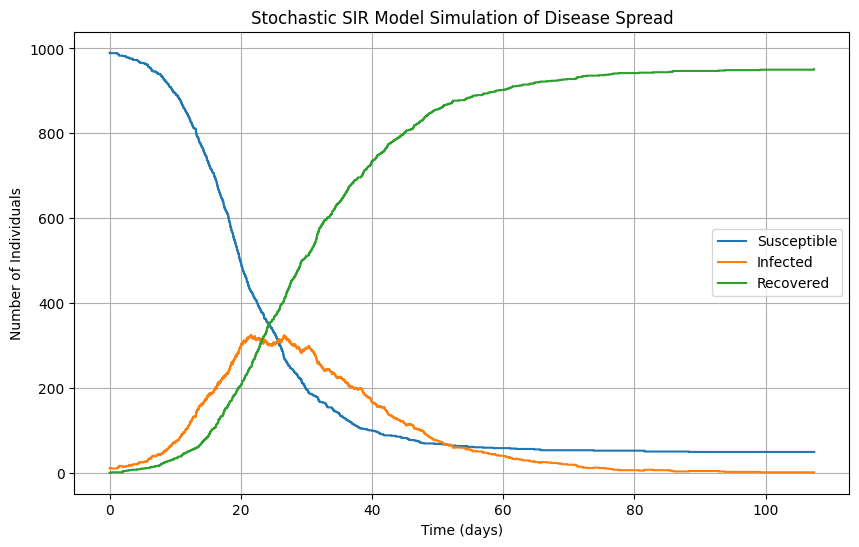 Stochastic SIR Model Simulation of Disease Spread
1000
800
600
400
200
0
Number of Individuals
Susceptible
Infected
Recovered
0 20 40 60 80 100
Time (days)